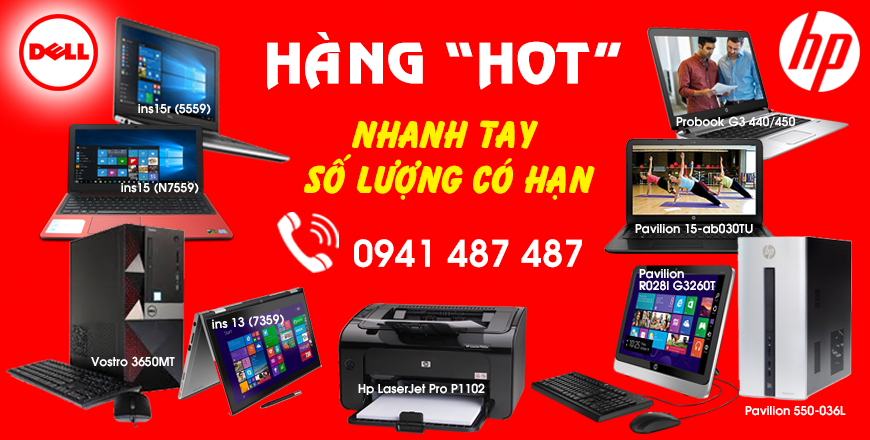 DELL
hp
HÀNG “HOT”
NHANH TAY
SỐ LƯỢNG CÓ HẠN
0941 487 487
ins15r (5559)
ins15 (N7559)
Vostro 3650MT
ins 13 (7359)
Hp LaserJet Pro P1102
Probook G3 440/450
Pavilion 15-ab030TU
Pavilion
R028I G3260T
Pavilion 550-036L